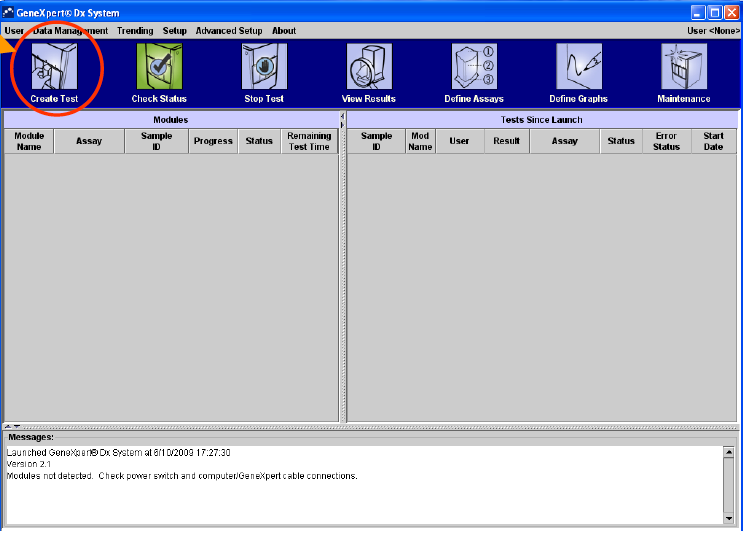 GeneXpert® Dx System
User Data Management Trending Setup Advanced Setup About User <None>
Create Test Check Status Stop Test View Results Define Assays Define Graphs Maintenance
① ② ③
Modules
Module Name Assay Sample ID Progress Status Remaining Test Time
Tests Since Launch
Sample ID Mod Name User Result Assay Status Error Status Start Date
Messages:
Launched GeneXpert® Dx System at 6/10/2009 17:27:30
Version 2.1
Modules not detected. Check power switch and computer/GeneXpert cable connections.